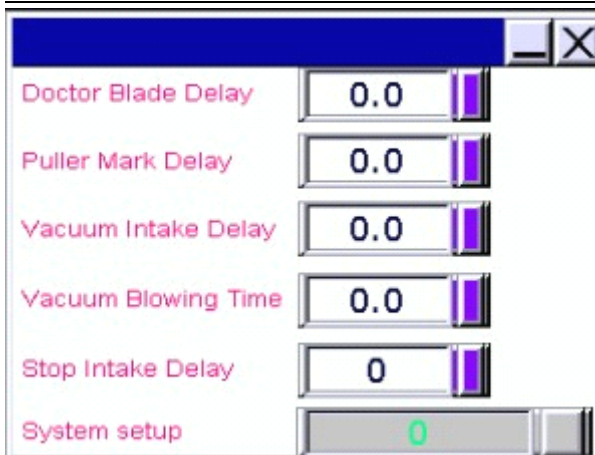 Doctor Blade Delay 0.0
Puller Mark Delay 0.0
Vacuum Intake Delay 0.0
Vacuum Blowing Time 0.0
Stop Intake Delay 0
System setup 0